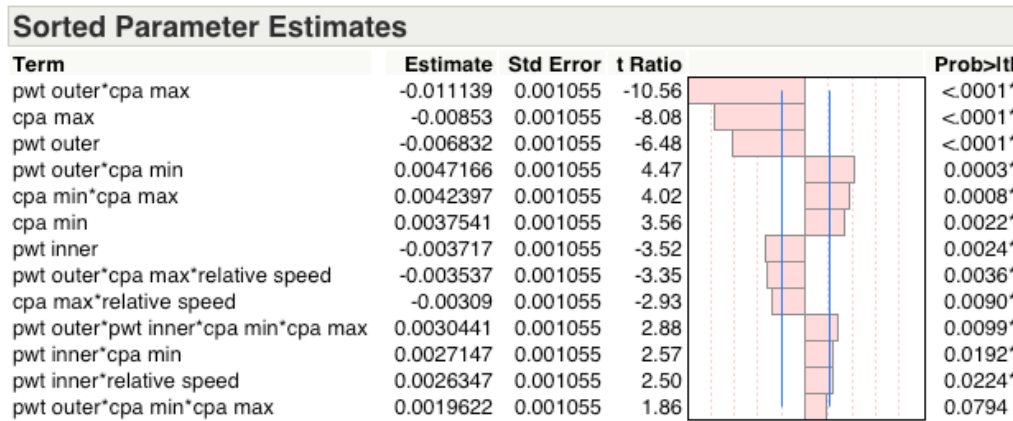 Sorted Parameter Estimates
Term Estimate Std Error t Ratio Prob>|t|
pwt outer*cpa max -0.011139 0.001055 -10.56 <.0001*
cpa max -0.00853 0.001055 -8.08 <.0001*
pwt outer -0.006832 0.001055 -6.48 <.0001*
pwt outer*cpa min 0.0047166 0.001055 4.47 0.0003*
cpa min*cpa max 0.0042397 0.001055 4.02 0.0008*
cpa min 0.0037541 0.001055 3.56 0.0022*
pwt inner -0.003717 0.001055 -3.52 0.0024*
pwt outer*cpa max*relative speed -0.003537 0.001055 -3.35 0.0036*
cpa max*relative speed -0.00309 0.001055 -2.93 0.0090*
pwt outer*pwt inner*cpa min*cpa max 0.0030441 0.001055 2.88 0.0099*
pwt inner*cpa min 0.0027147 0.001055 2.57 0.0192*
pwt inner*relative speed 0.0026347 0.001055 2.50 0.0224*
pwt outer*cpa min*cpa max 0.0019622 0.001055 1.86 0.0794